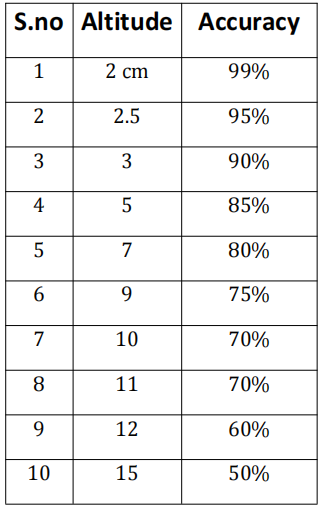 S.no Altitude Accuracy
1 2 cm 99%
2 2.5 95%
3 3 90%
4 5 85%
5 7 80%
6 9 75%
7 10 70%
8 11 70%
9 12 60%
10 15 50%